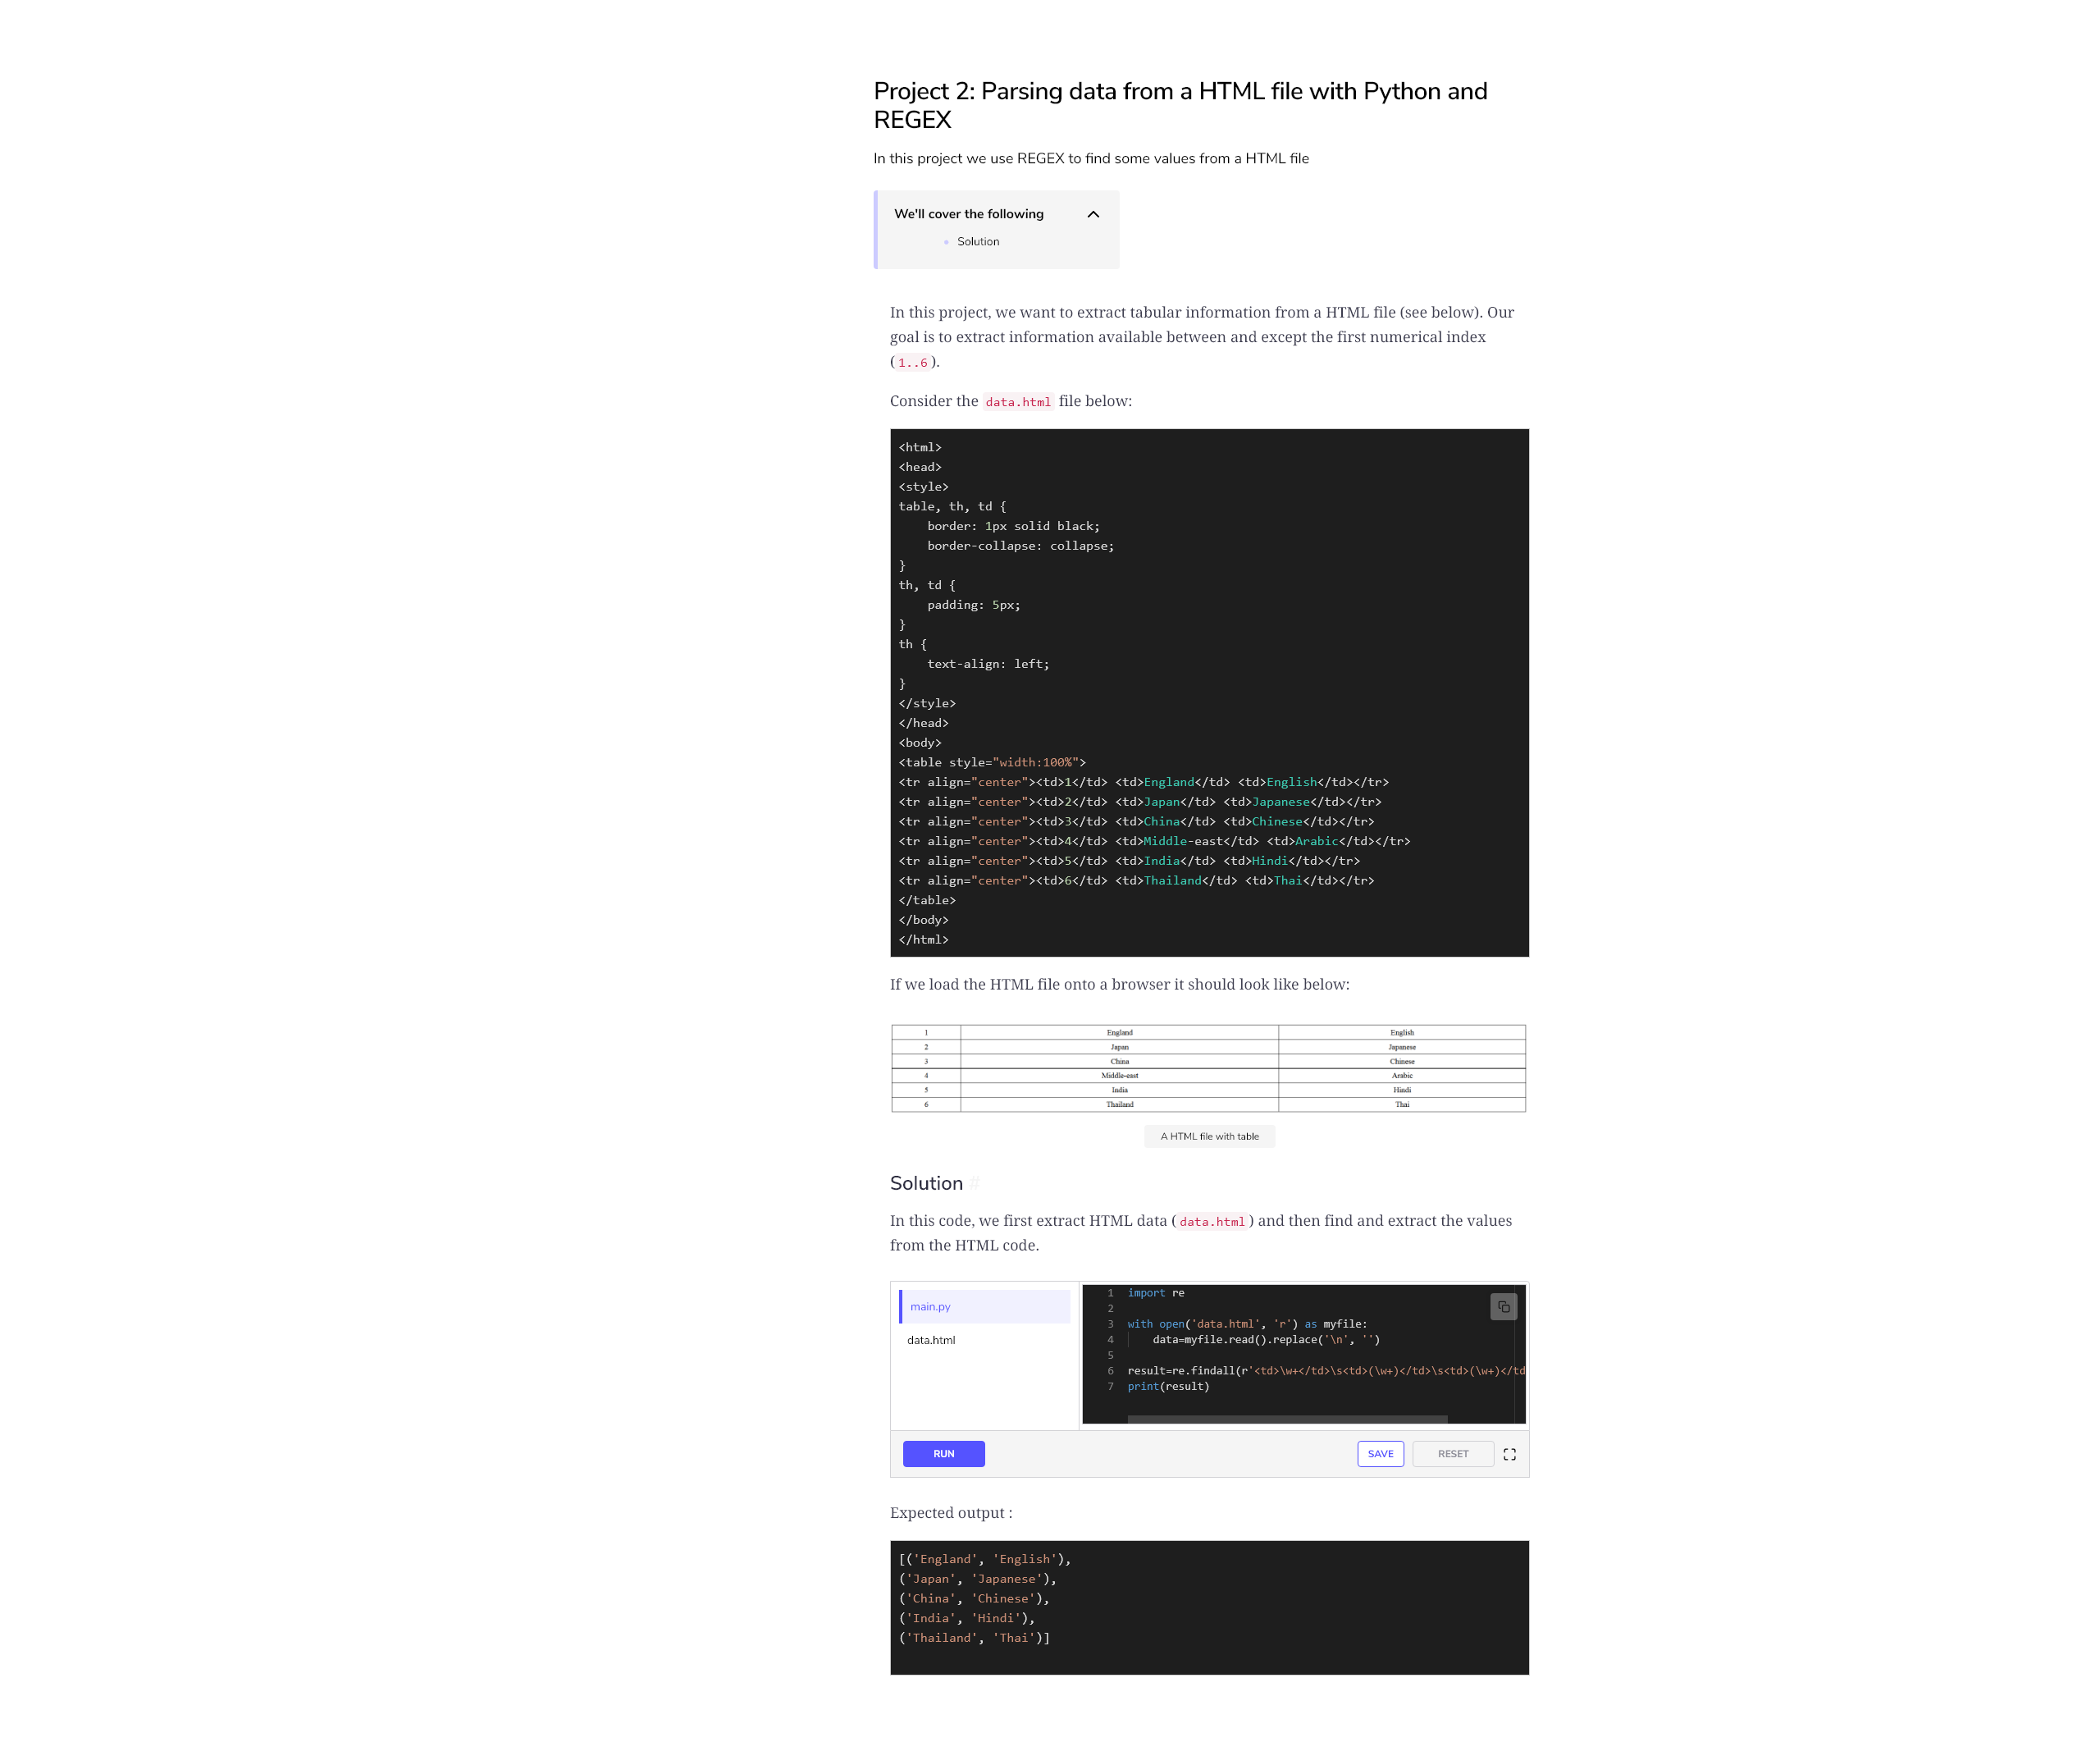 Project 2: Parsing data from a HTML file with Python and
REGEX
In this project we use REGEX to find some values from a HTML file
We'll cover the following
Solution
In this project, we want to extract tabular information from a HTML file (see below). Our
goal is to extract information available between and except the first numerical index
(1..6).
Consider the data.html file below:
<html>
<head>
<style>
table, th, td {
    border: 1px solid black;
    border-collapse: collapse;
}
th, td {
    padding: 5px;
}
th {
    text-align: left;
}
</style>
</head>
<body>
<table style="width:100%">
<tr align="center"><td>1</td> <td>England</td> <td>English</td></tr>
<tr align="center"><td>2</td> <td>Japan</td> <td>Japanese</td></tr>
<tr align="center"><td>3</td> <td>China</td> <td>Chinese</td></tr>
<tr align="center"><td>4</td> <td>Middle-east</td> <td>Arabic</td></tr>
<tr align="center"><td>5</td> <td>India</td> <td>Hindi</td></tr>
<tr align="center"><td>6</td> <td>Thailand</td> <td>Thai</td></tr>
</table>
</body>
</html>
If we load the HTML file onto a browser it should look like below:
1 England English
2 Japan Japanese
3 China Chinese
4 Middle-east Arabic
5 India Hindi
6 Thailand Thai
A HTML file with table
Solution #
In this code, we first extract HTML data (data.html) and then find and extract the values
from the HTML code.
main.py
data.html
1 import re
2
3 with open('data.html', 'r') as myfile:
4     data=myfile.read().replace('\n', '')
5
6 result=re.findall(r'<td>\w+</td>\s<td>(\w+)</td>\s<td>(\w+)</td
7 print(result)
RUN
SAVE
RESET
Expected output :
[('England', 'English'),
('Japan', 'Japanese'),
('China', 'Chinese'),
('India', 'Hindi'),
('Thailand', 'Thai')]